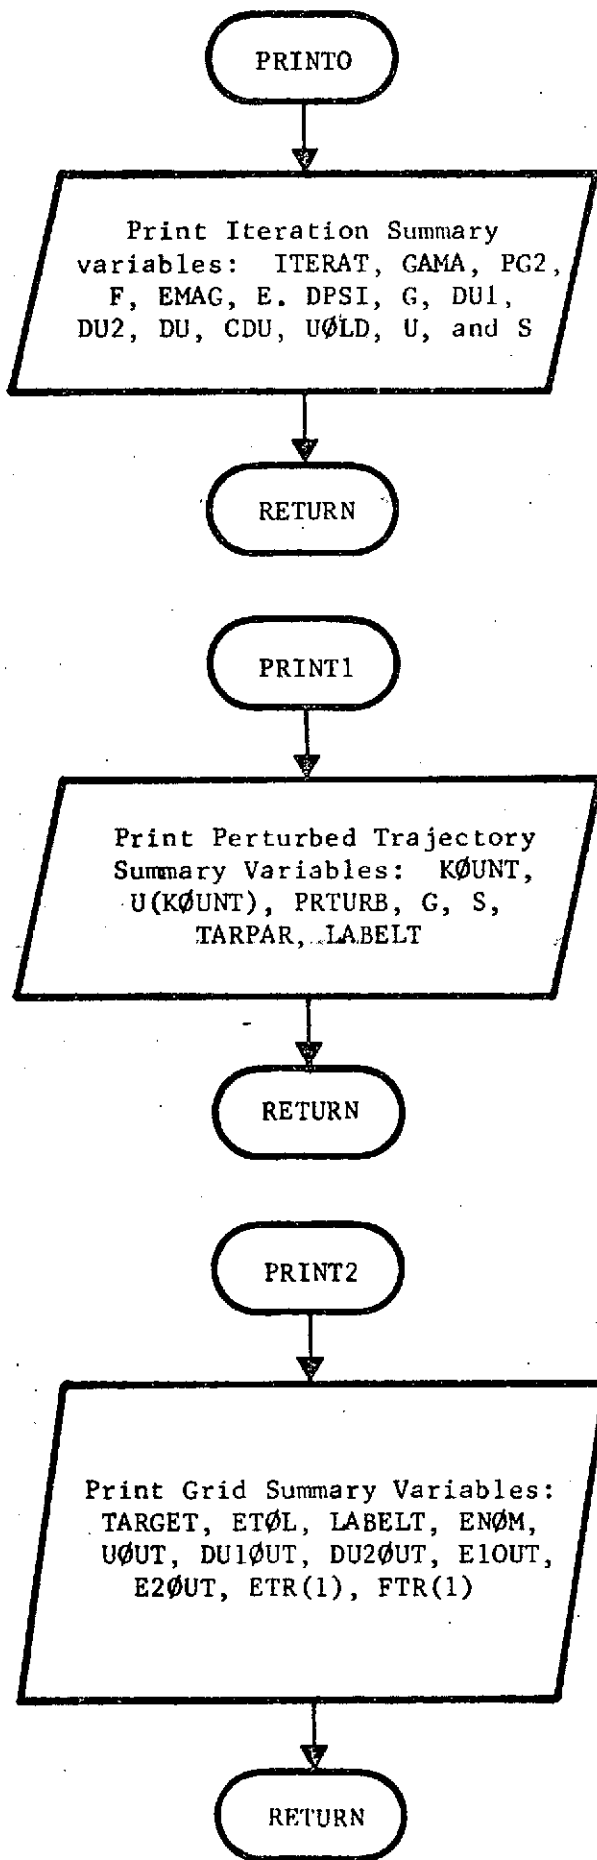 PRINTO
Print Iteration Summary
variables: ITERAT, GAMA, PG2,
F, EMAG, E. DPSI, G, DU1,
DU2, DU, CDU, UØLD, U, and S
RETURN
PRINT1
Print Perturbed Trajectory
Summary Variables: KØUNT,
U(KØUNT), PRTURB, G, S,
TARPAR, LABELT
RETURN
PRINT2
Print Grid Summary Variables:
TARGET, ETØL, LABELT, ENØM,
UØUT, DU1ØUT, DU2ØUT, E1OUT,
E2ØUT, ETR(1), FTR(1)
RETURN